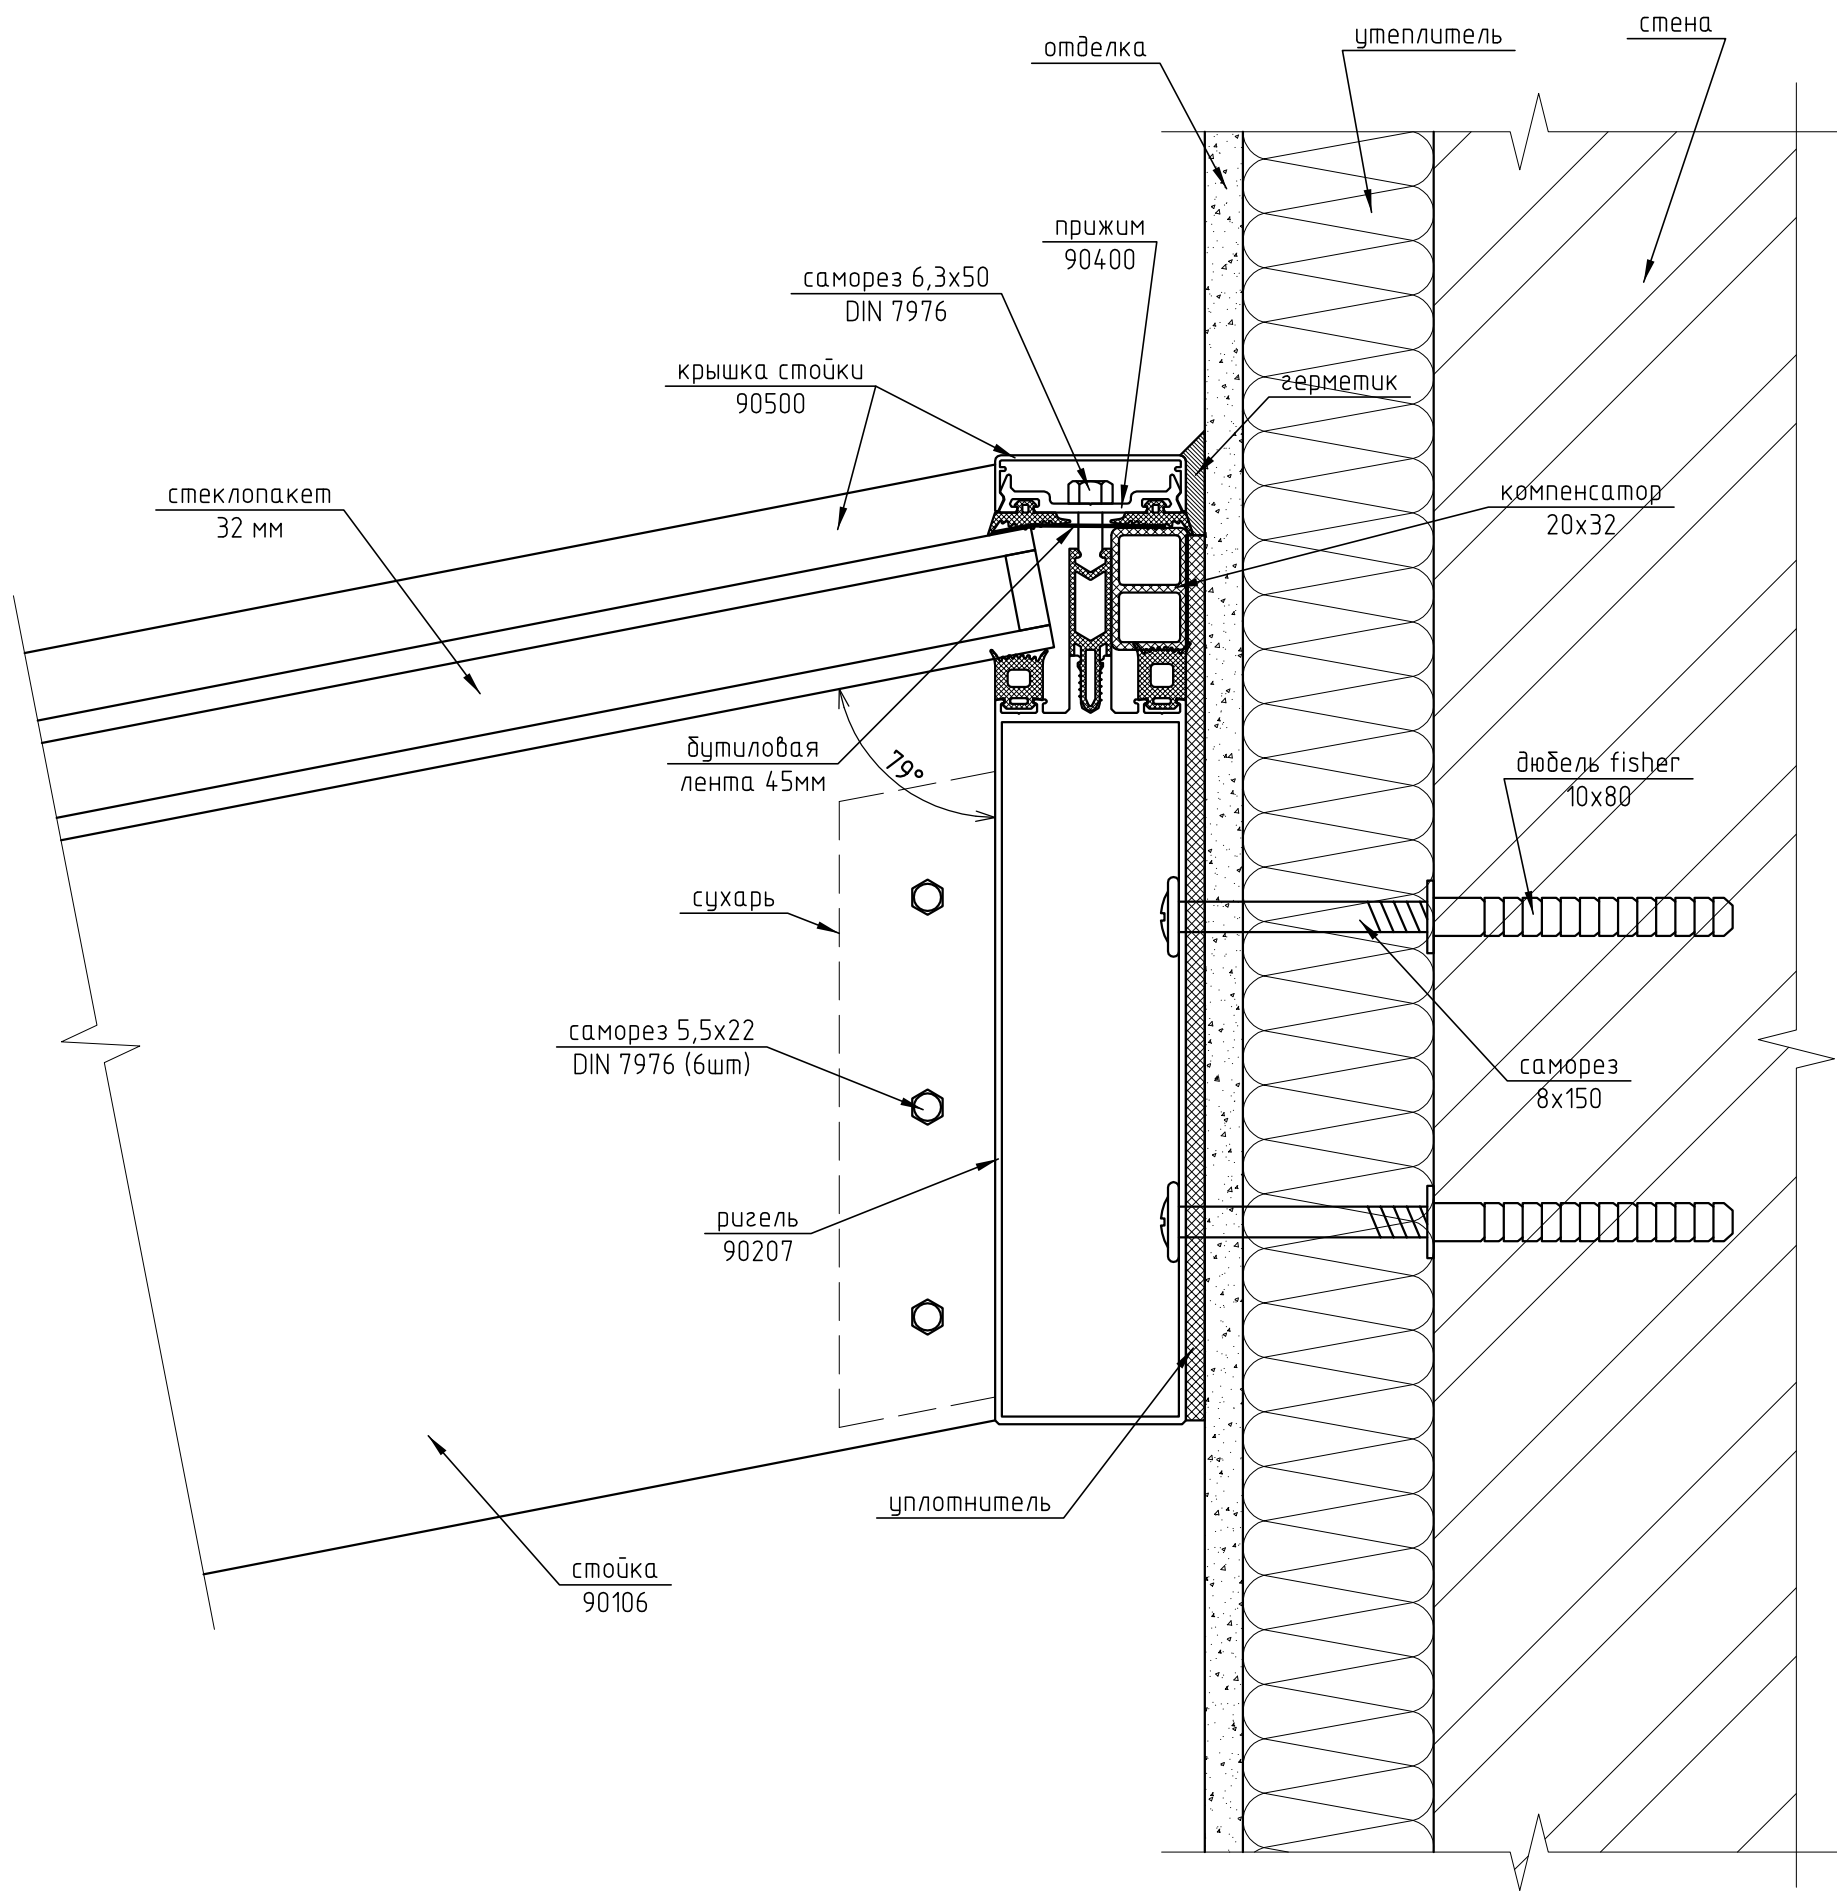 стена
утеплитель
отделка
прижим
90400
саморез 6,3х50
DIN 7976
крышка стойки
90500
герметик
стеклопакет
32 мм
компенсатор
20х32
бутиловая
лента 45мм
79°
дюбель fisher
10х80
сухарь
саморез 5,5х22
DIN 7976 (6шт)
саморез
8х150
ригель
90207
уплотнитель
стойка
90106